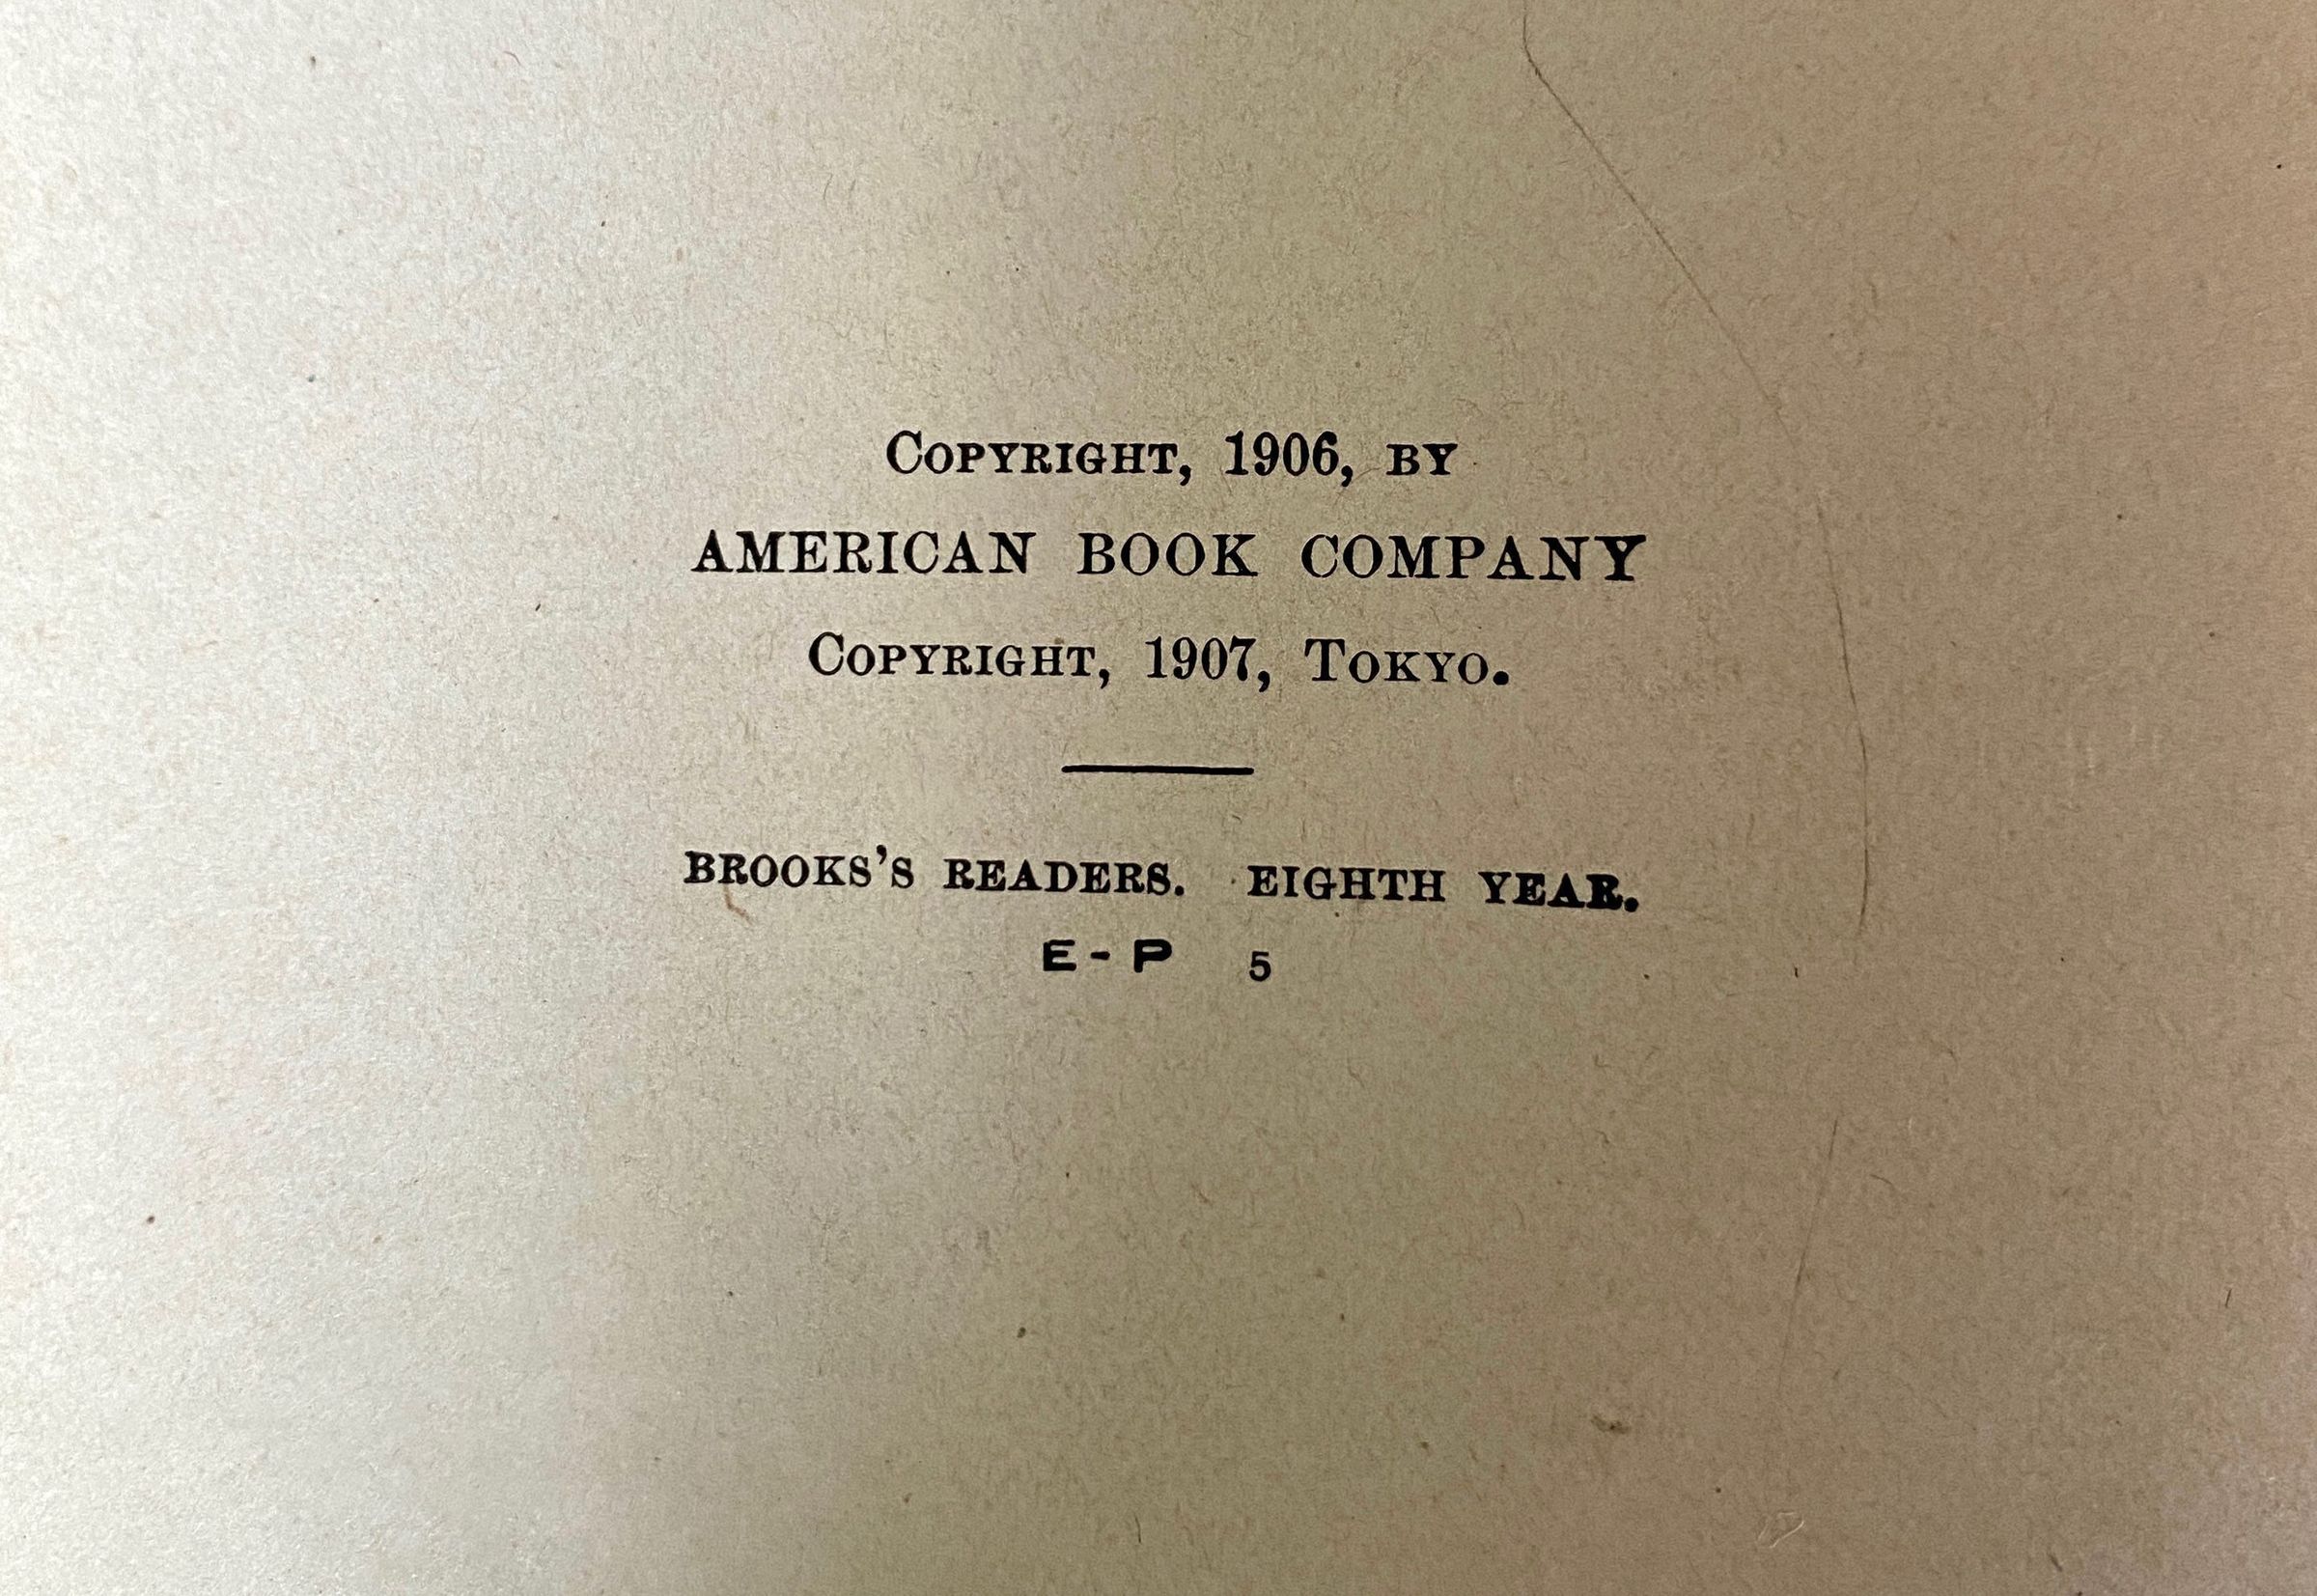 Copyright, 1906, by
AMERICAN BOOK COMPANY
Copyright, 1907, Tokyo.
BROOKS'S READERS. EIGHTH YEAR.
E-P 5